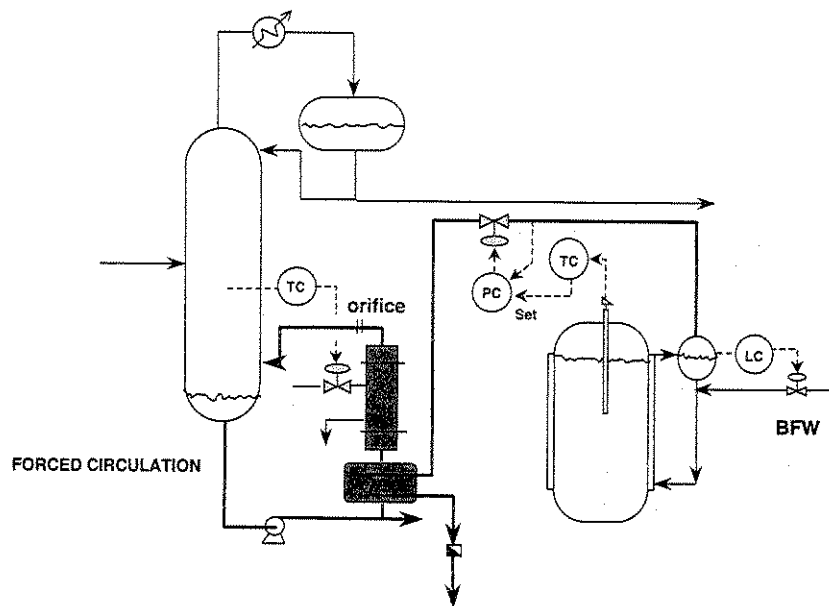 TC
orifice
TC
PC
Set
LC
BFW
FORCED CIRCULATION